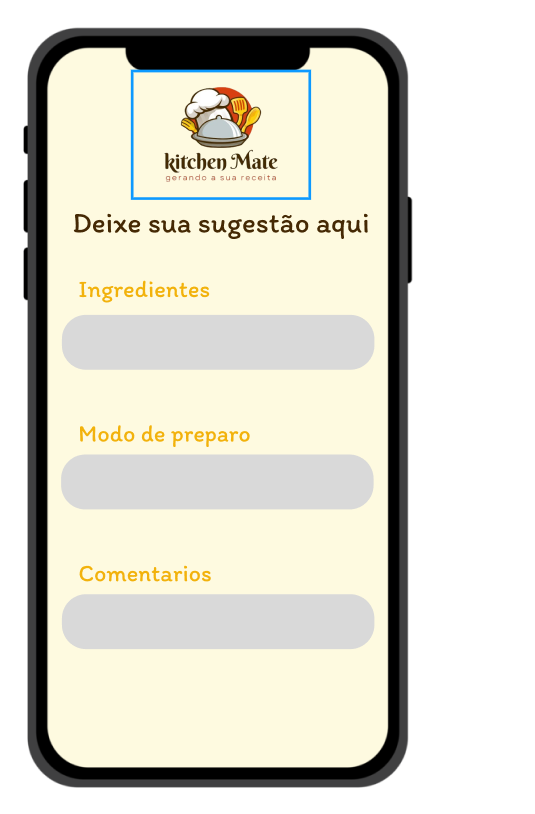 kitchen Mate
gerando a sua receita
Deixe sua sugestão aqui
Ingredientes
Modo de preparo
Comentarios